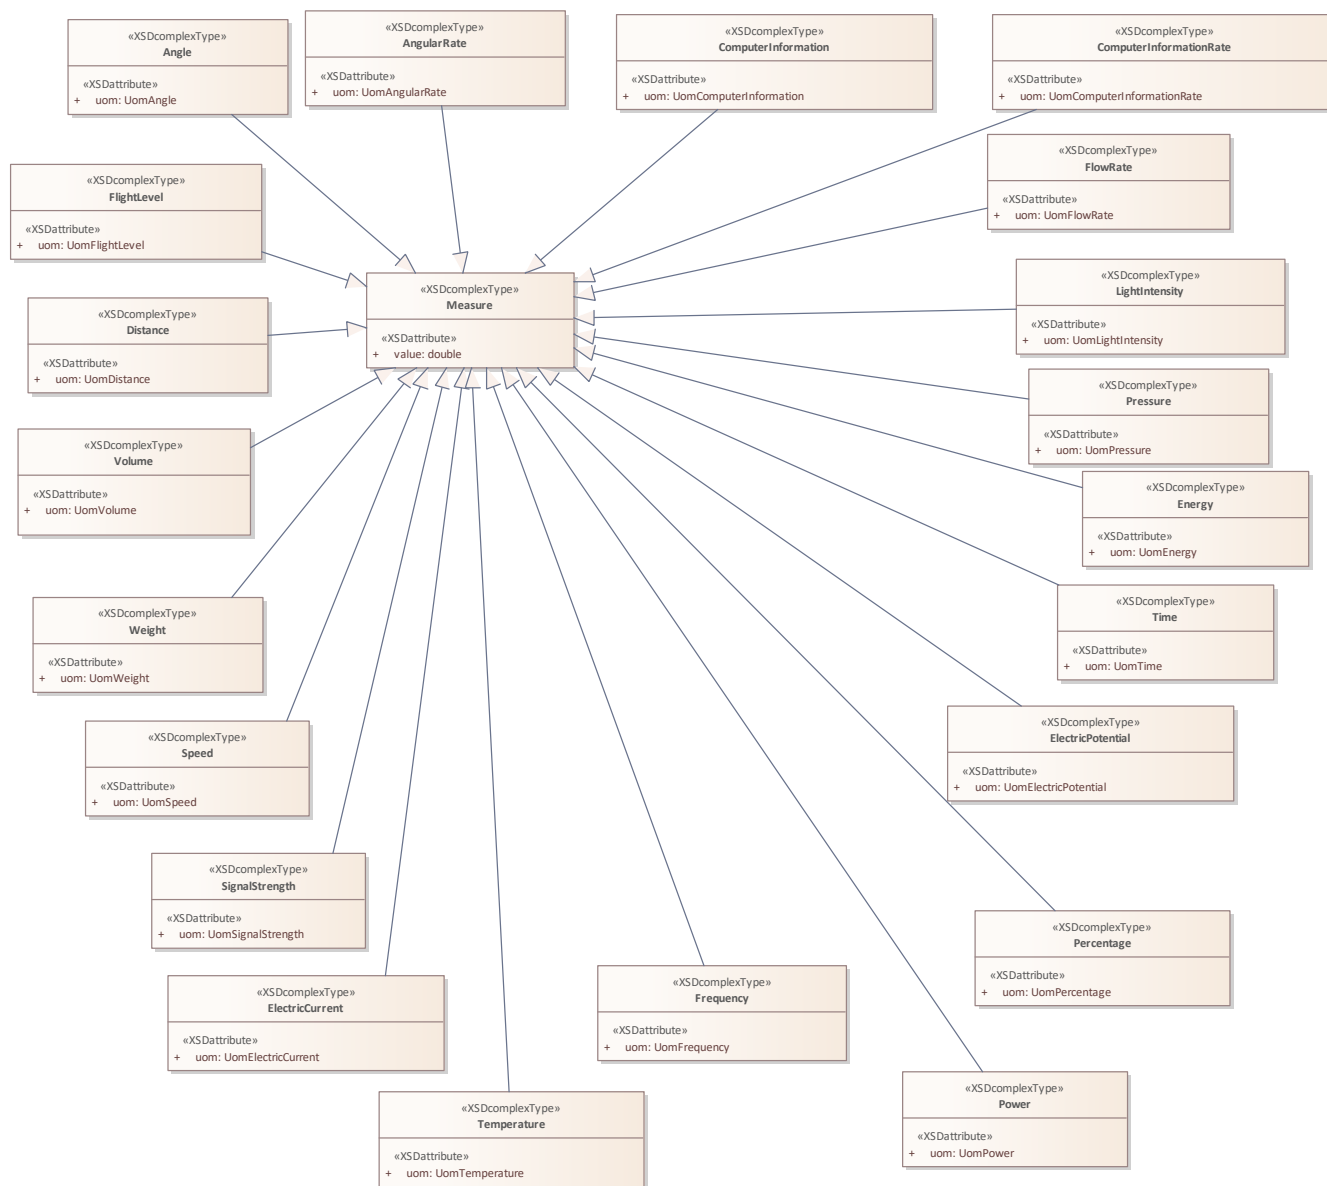 «XSDcomplexType»
Angle
«XSDattribute»
+ uom: UomAngle
«XSDcomplexType»
AngularRate
«XSDattribute»
+ uom: UomAngularRate
«XSDcomplexType»
ComputerInformation
«XSDattribute»
+ uom: UomComputerInformation
«XSDcomplexType»
ComputerInformationRate
«XSDattribute»
+ uom: UomComputerInformationRate
«XSDcomplexType»
FlowRate
«XSDattribute»
+ uom: UomFlowRate
«XSDcomplexType»
FlightLevel
«XSDattribute»
+ uom: UomFlightLevel
«XSDcomplexType»
Measure
«XSDattribute»
+ value: double
«XSDcomplexType»
LightIntensity
«XSDattribute»
+ uom: UomLightIntensity
«XSDcomplexType»
Distance
«XSDattribute»
+ uom: UomDistance
«XSDcomplexType»
Pressure
«XSDattribute»
+ uom: UomPressure
«XSDcomplexType»
Volume
«XSDattribute»
+ uom: UomVolume
«XSDcomplexType»
Energy
«XSDattribute»
+ uom: UomEnergy
«XSDcomplexType»
Time
«XSDattribute»
+ uom: UomTime
«XSDcomplexType»
Weight
«XSDattribute»
+ uom: UomWeight
«XSDcomplexType»
ElectricPotential
«XSDattribute»
+ uom: UomElectricPotential
«XSDcomplexType»
Speed
«XSDattribute»
+ uom: UomSpeed
«XSDcomplexType»
SignalStrength
«XSDattribute»
+ uom: UomSignalStrength
«XSDcomplexType»
Percentage
«XSDattribute»
+ uom: UomPercentage
«XSDcomplexType»
ElectricCurrent
«XSDattribute»
+ uom: UomElectricCurrent
«XSDcomplexType»
Frequency
«XSDattribute»
+ uom: UomFrequency
«XSDcomplexType»
Power
«XSDattribute»
+ uom: UomPower
«XSDcomplexType»
Temperature
«XSDattribute»
+ uom: UomTemperature